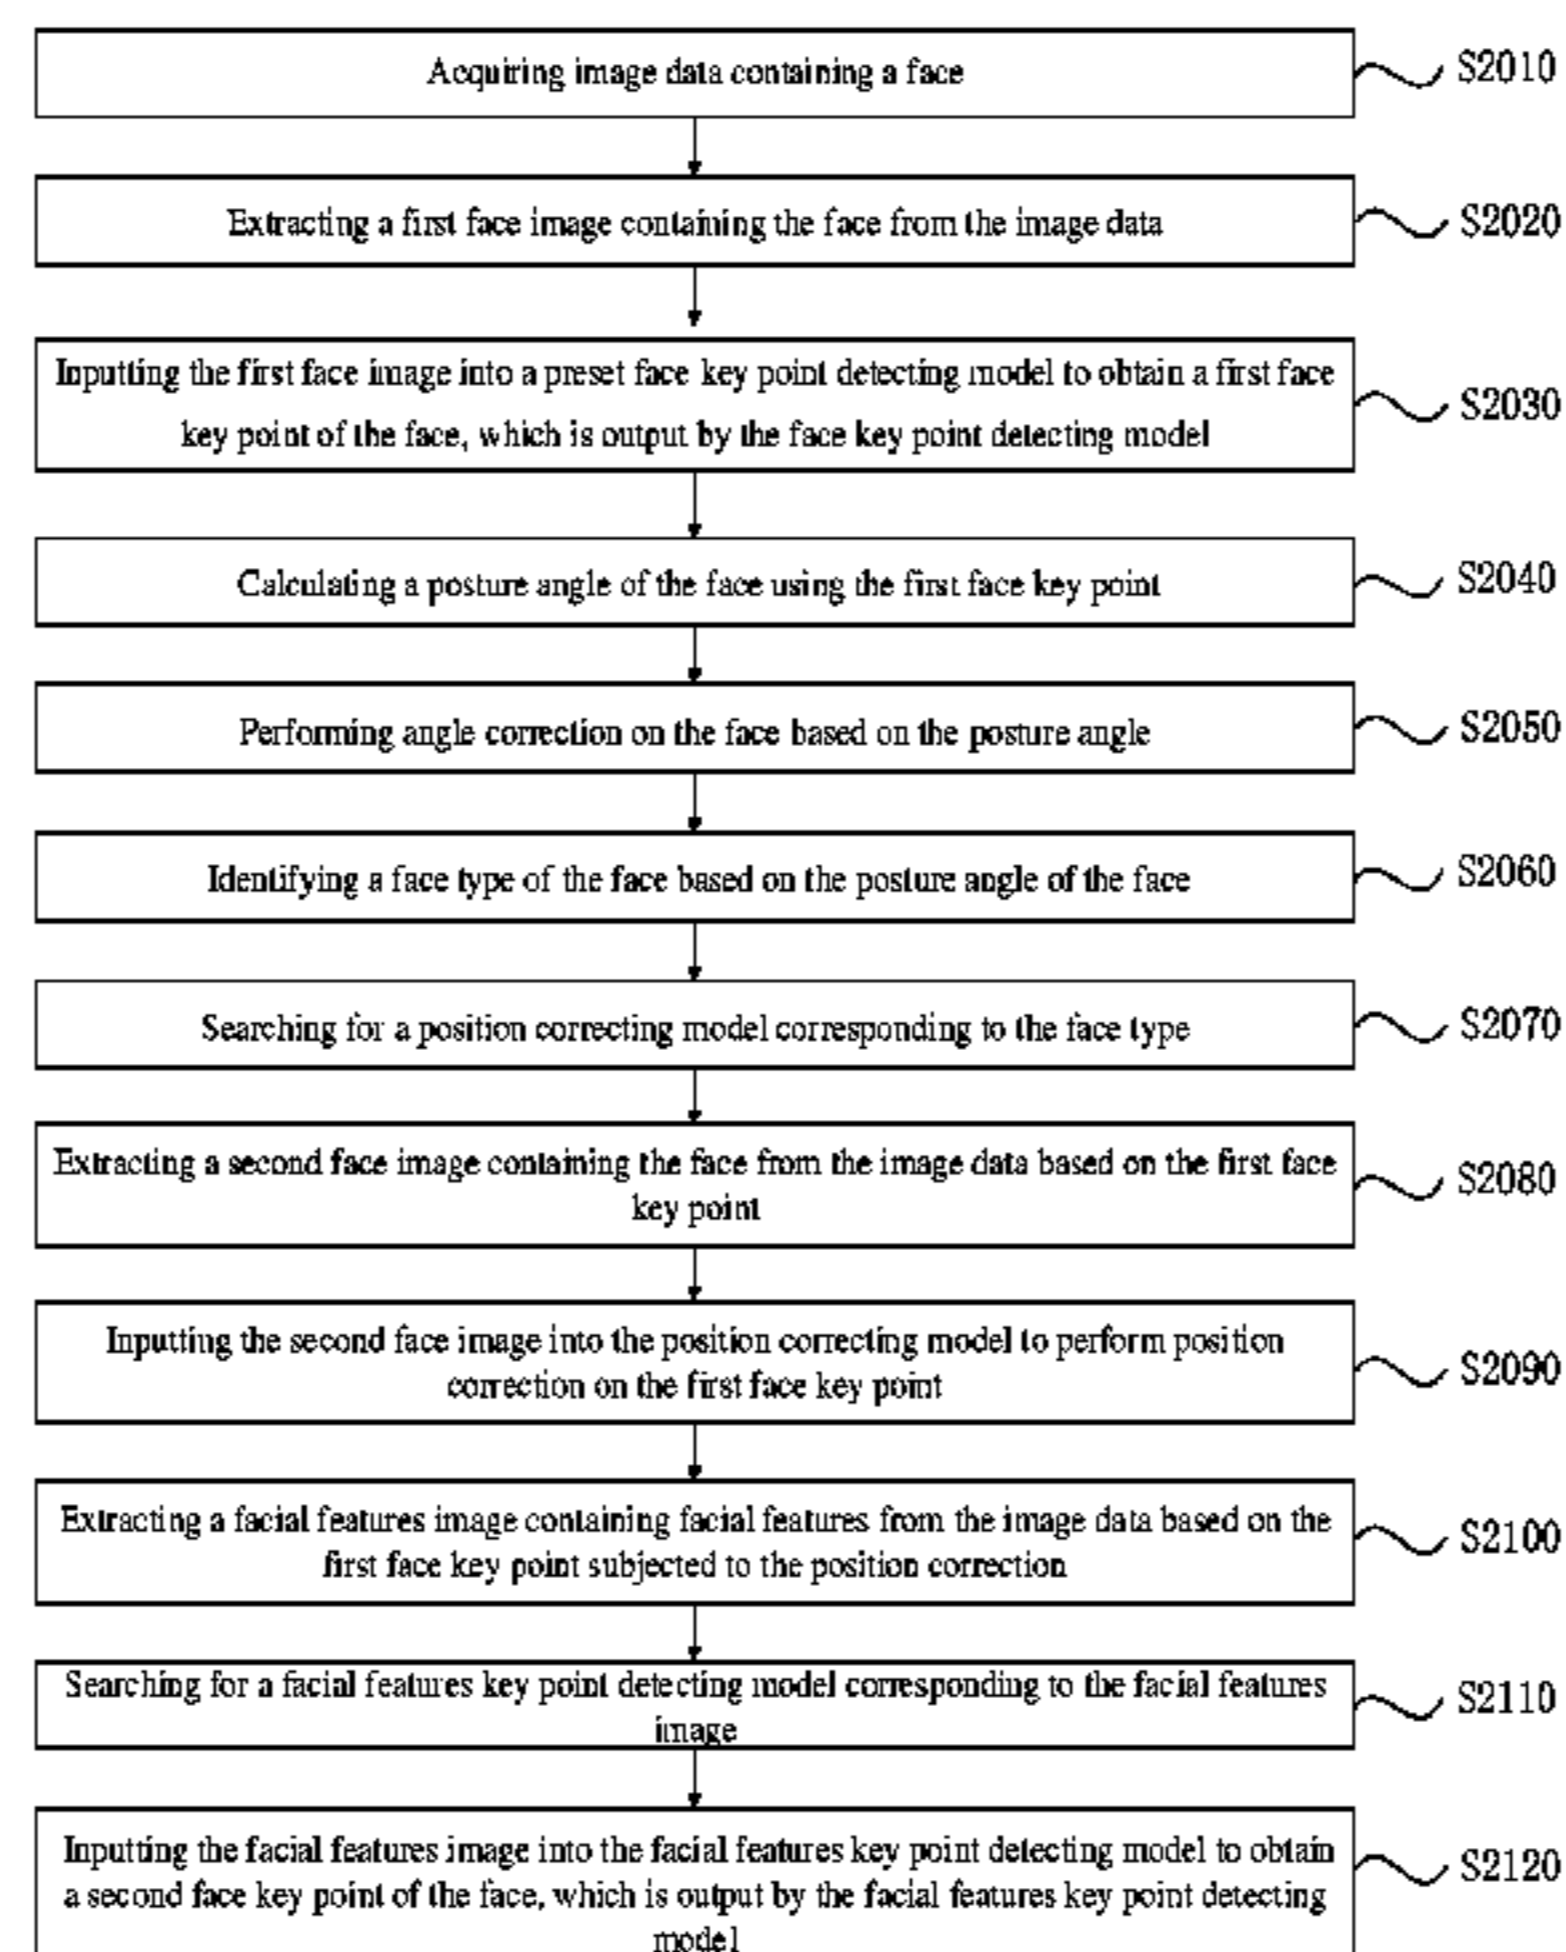 Acquiring image data containing a face
S2010
Extracting a first face image containing the face from the image data
S2020
Inputting the first face image into a preset face key point detecting model to obtain a first face
key point of the face, which is output by the face key point detecting model
S2030
Calculating a posture angle of the face using the first face key point
S2040
Performing angle correction on the face based on the posture angle
S2050
Identifying a face type of the face based on the posture angle of the face
S2060
Searching for a position correcting model corresponding to the face type
S2070
Extracting a second face image containing the face from the image data based on the first face
key point
S2080
Inputting the second face image into the position correcting model to perform position
correction on the first face key point
S2090
Extracting a facial features image containing facial features from the image data based on the
first face key point subjected to the position correction
S2100
Searching for a facial features key point detecting model corresponding to the facial features
image
S2110
Inputting the facial features image into the facial features key point detecting model to obtain
a second face key point of the face, which is output by the facial features key point detecting
model
S2120